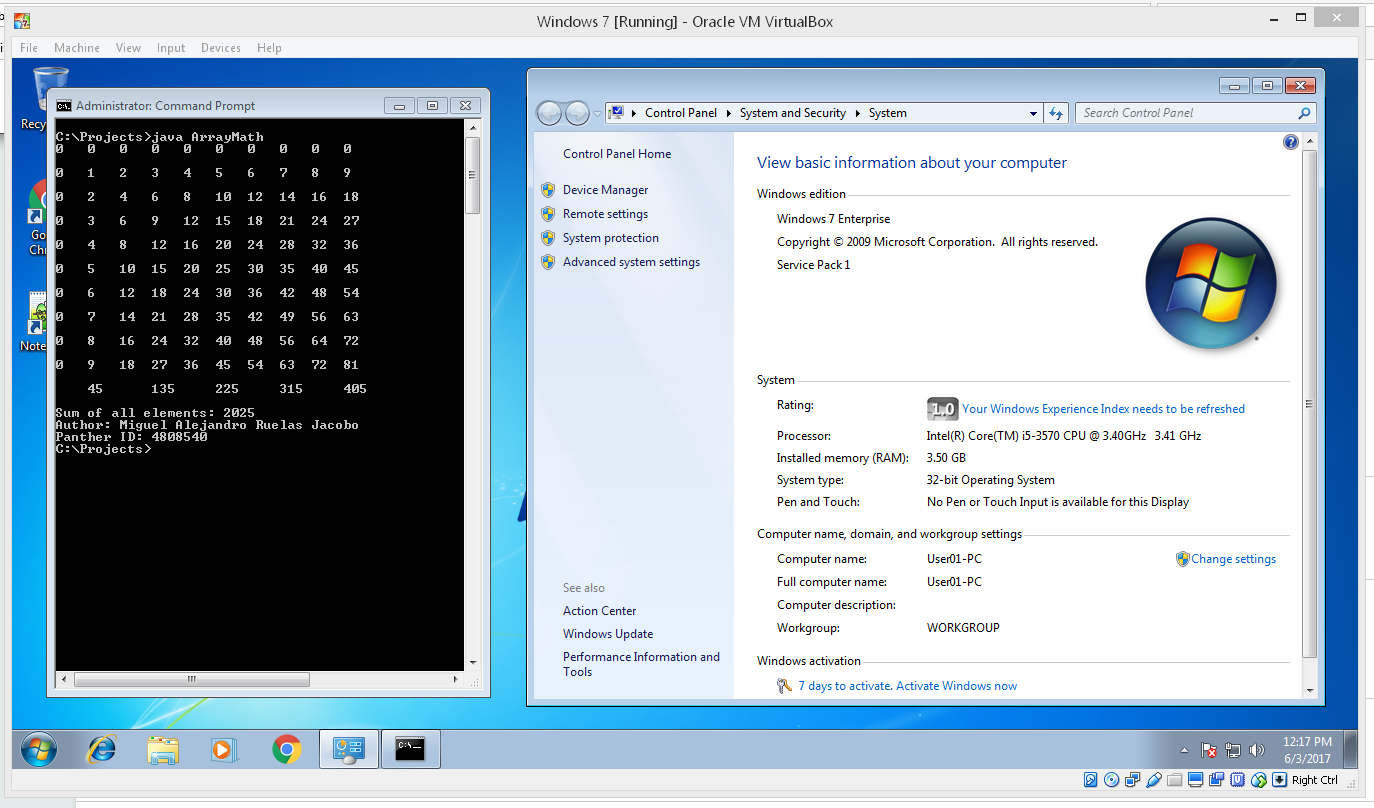 Windows 7 [Running] - Oracle VM VirtualBox
File Machine View Input Devices Help
Administrator: Command Prompt
C:\Projects>java ArrayMath
0 0 0 0 0 0 0 0 0 0
0 1 2 3 4 5 6 7 8 9
0 2 4 6 8 10 12 14 16 18
0 3 6 9 12 15 18 21 24 27
0 4 8 12 16 20 24 28 32 36
0 5 10 15 20 25 30 35 40 45
0 6 12 18 24 30 36 42 48 54
0 7 14 21 28 35 42 49 56 63
0 8 16 24 32 40 48 56 64 72
0 9 18 27 36 45 54 63 72 81
45 135 225 315 405
Sum of all elements: 2025
Author: Miguel Alejandro Ruelas Jacobo
Panther ID: 4808540
C:\Projects>
Recy
Go
Chr
Note
Control Panel System and Security System
Search Control Panel
Control Panel Home
Device Manager
Remote settings
System protection
Advanced system settings
See also
Action Center
Windows Update
Performance Information and
Tools
View basic information about your computer
Windows edition
Windows 7 Enterprise
Copyright © 2009 Microsoft Corporation. All rights reserved.
Service Pack 1
System
Rating: 1.0 Your Windows Experience Index needs to be refreshed
Processor: Intel(R) Core(TM) i5-3570 CPU @ 3.40GHz 3.41 GHz
Installed memory (RAM): 3.50 GB
System type: 32-bit Operating System
Pen and Touch: No Pen or Touch Input is available for this Display
Computer name, domain, and workgroup settings
Computer name: User01-PC Change settings
Full computer name: User01-PC
Computer description:
Workgroup: WORKGROUP
Windows activation
7 days to activate. Activate Windows now
12:17 PM
6/3/2017
Right Ctrl